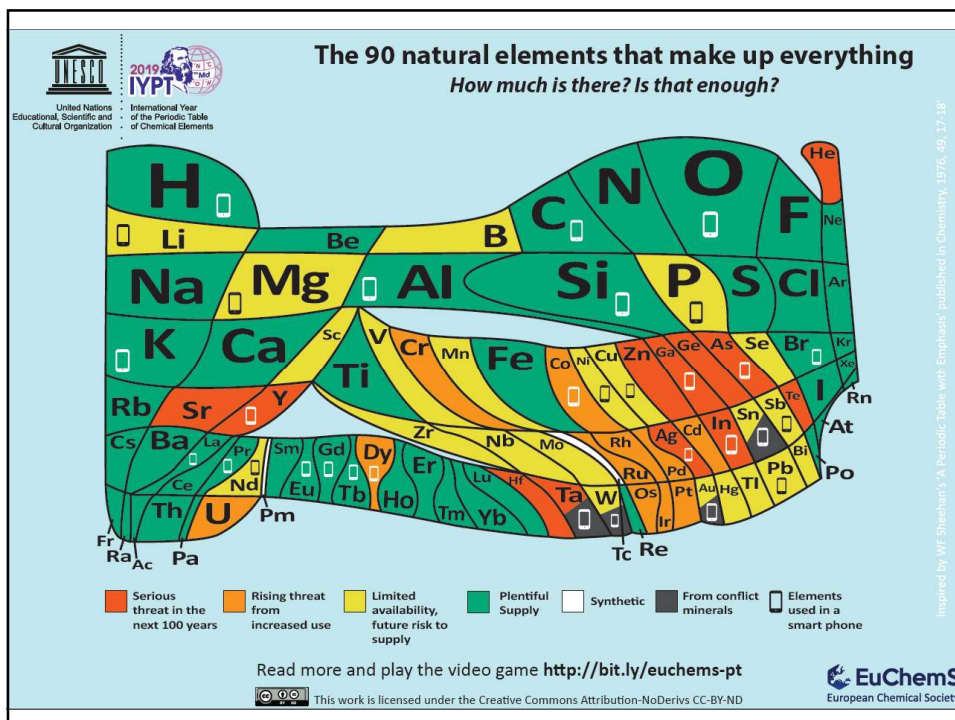 The 90 natural elements that make up everything
How much is there? Is that enough?
UNESCO
2019
IYPT
N C
Md
O W
United Nations
Educational, Scientific and
Cultural Organization
International Year
of the Periodic Table
of Chemical Elements
H
C
N
O
F
He
Li
Be
B
Ne
Na
Mg
Al
Si
P
S
Cl
Ar
K
Ca
Sc
Ti
V
Cr
Mn
Fe
Co
Ni
Cu
Zn
Ga
Ge
As
Se
Br
Kr
Rb
Sr
Y
Zr
Nb
Mo
Ru
Rh
Pd
Ag
Cd
In
Sn
Sb
Te
I
Xe
Cs
Ba
La
Ce
Pr
Nd
Sm
Eu
Gd
Tb
Dy
Ho
Er
Tm
Yb
Lu
Hf
Ta
W
Os
Ir
Pt
Au
Hg
Tl
Pb
Bi
Rn
At
Po
Th
U
Fr
Ra
Ac
Pa
Pm
Tc
Re
Serious
threat in the
next 100 years
Rising threat
from
increased use
Limited
availability,
future risk to
supply
Plentiful
Supply
Synthetic
From conflict
minerals
Elements
used in a
smart phone
Read more and play the video game http://bit.ly/euchems-pt
cc BY ND
This work is licensed under the Creative Commons Attribution-NoDerivs CC-BY-ND
EuChemS
European Chemical Society
Inspired by WF Sheehan's 'A Periodic Table with Emphasis' published in Chemistry, 1976, 49, 17-18'